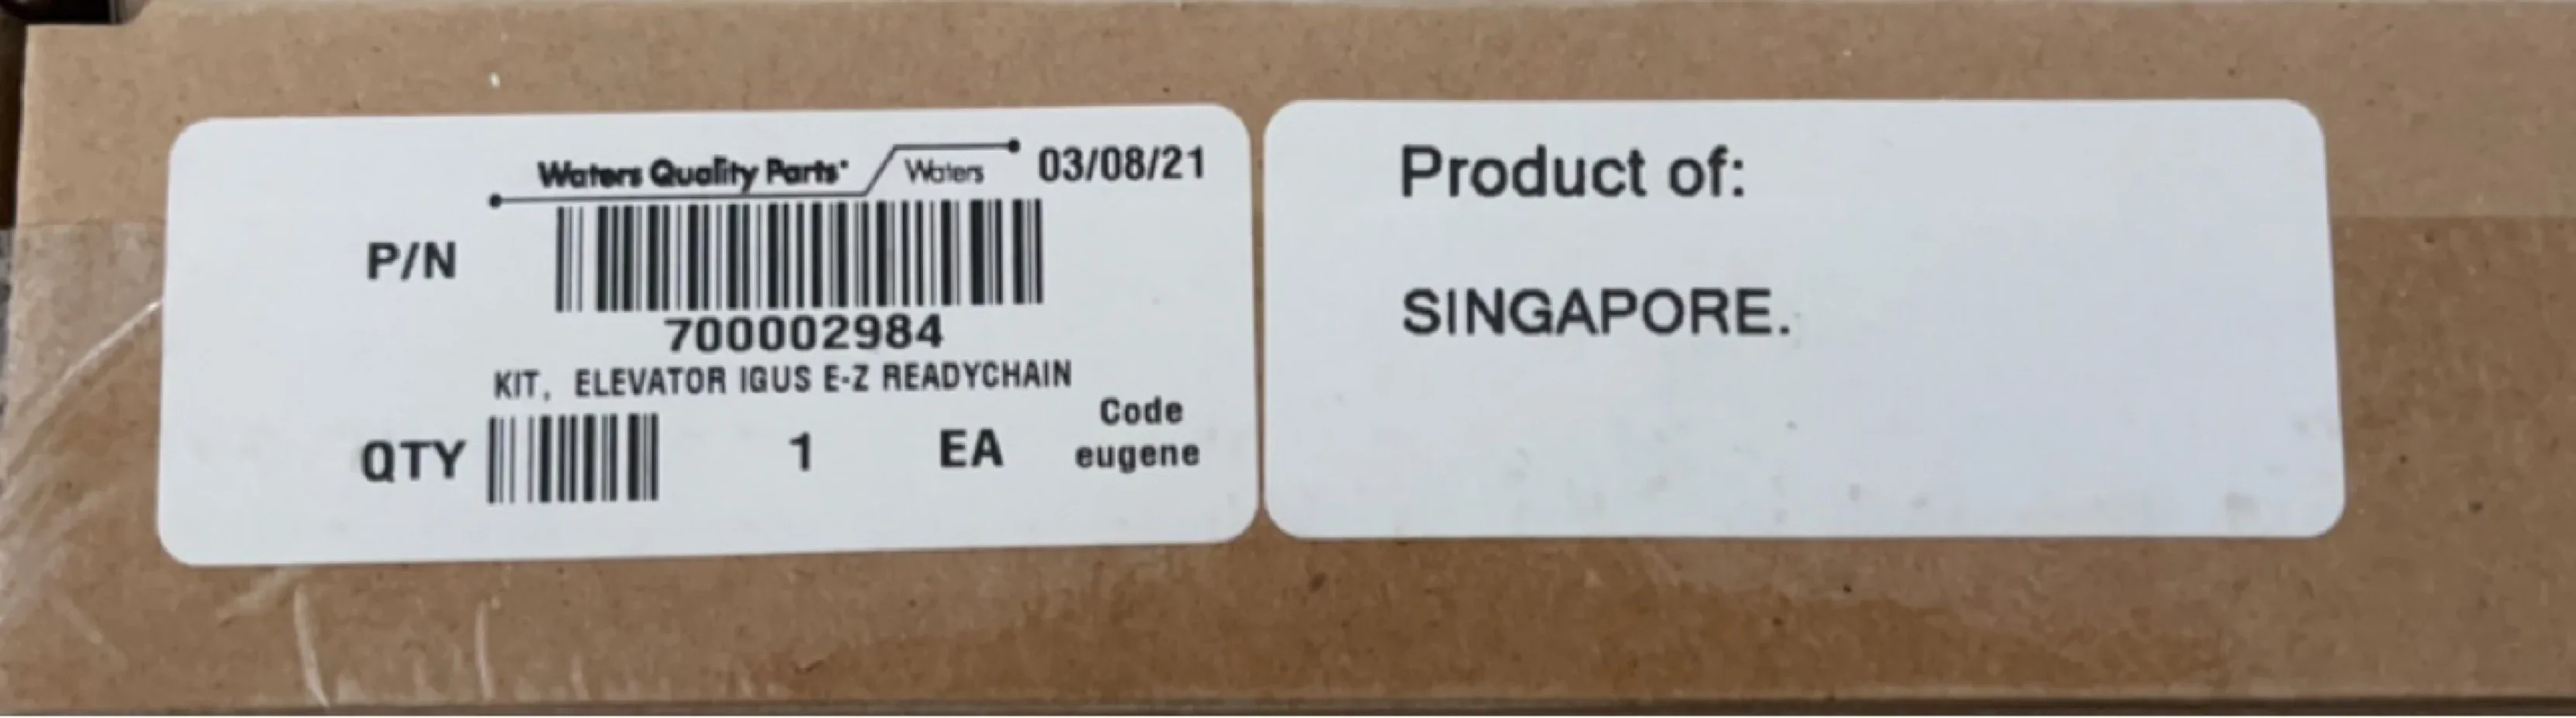 Waters Quality Parts• Waters 03/08/21
P/N
700002984
KIT, ELEVATOR IGUS E-Z READYCHAIN
QTY 1 EA Code
eugene
Product of:
SINGAPORE.